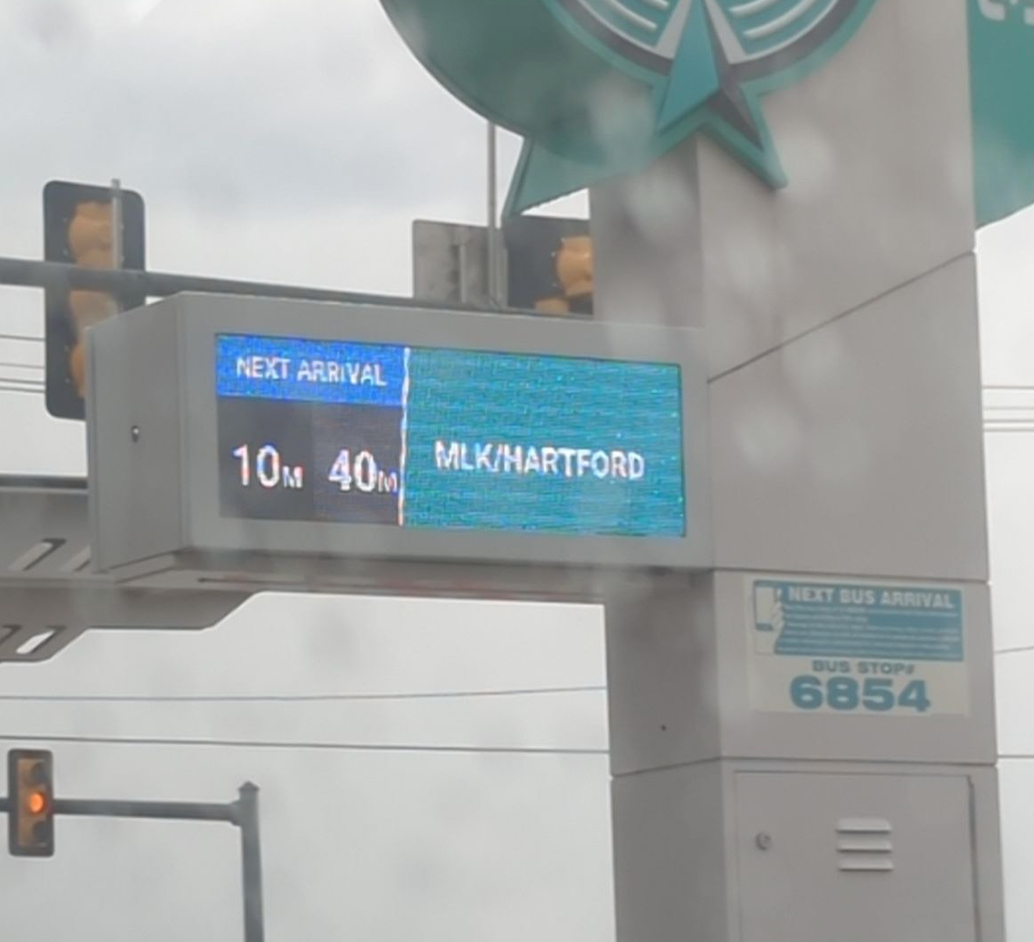 NEXT ARRIVAL
10M 40M
MLK/HARTFORD
NEXT BUS ARRIVAL
BUS STOP#
6854